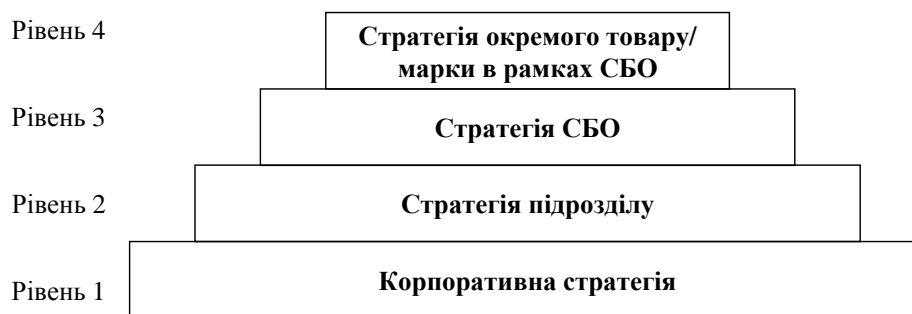 Рівень 4
Стратегія окремого товару/
марки в рамках СБО
Рівень 3
Стратегія СБО
Рівень 2
Стратегія підрозділу
Рівень 1
Корпоративна стратегія